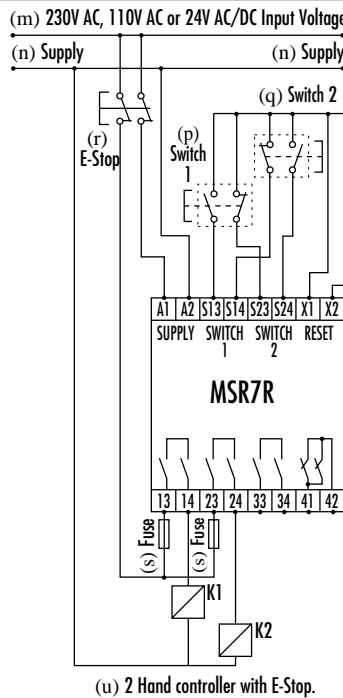 (m) 230V AC, 110V AC or 24V AC/DC Input Voltage
(n) Supply (n) Supply
(q) Switch 2
(r)
E-Stop
(p)
Switch
1
A1 A2 S13 S14 S23 S24 X1 X2
SUPPLY SWITCH SWITCH RESET
1 2
MSR7R
13 14 23 24 33 34 41 42
(s) Fuse (s) Fuse
K1
K2
(u) 2 Hand controller with E-Stop.